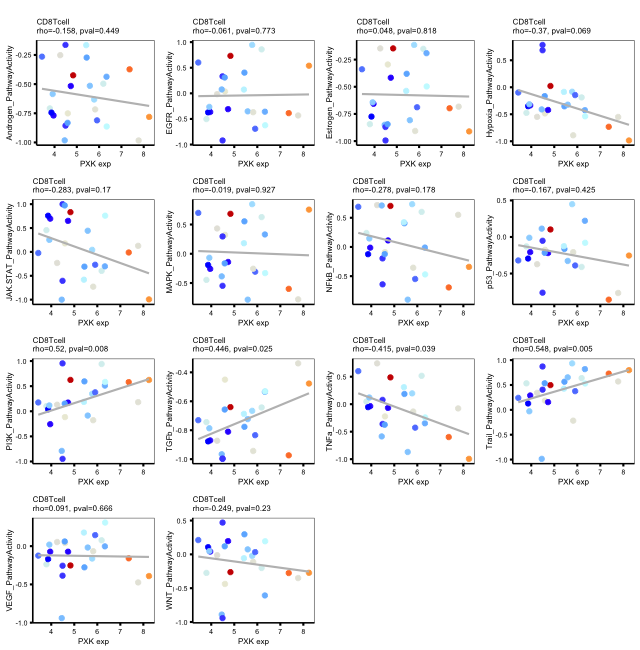 CD8Tcell
rho=-0.158, pval=0.449
Androgen_PathwayActivity
-0.25
-0.50
-0.75
-1.00
4 5 6 7 8
PXK exp
CD8Tcell
rho=-0.061, pval=0.773
EGFR_PathwayActivity
1.0
0.5
0.0
-0.5
-1.0
4 5 6 7 8
PXK exp
CD8Tcell
rho=0.048, pval=0.818
Estrogen_PathwayActivity
-0.25
-0.50
-0.75
-1.00
4 5 6 7 8
PXK exp
CD8Tcell
rho=-0.37, pval=0.069
Hypoxia_PathwayActivity
0.5
0.0
-0.5
-1.0
4 5 6 7 8
PXK exp
CD8Tcell
rho=-0.283, pval=0.17
JAK.STAT_PathwayActivity
1.0
0.5
0.0
-0.5
-1.0
4 5 6 7 8
PXK exp
CD8Tcell
rho=-0.019, pval=0.927
MAPK_PathwayActivity
0.5
0.0
-0.5
4 5 6 7 8
PXK exp
CD8Tcell
rho=-0.278, pval=0.178
NFkB_PathwayActivity
0.5
0.0
-0.5
4 5 6 7 8
PXK exp
CD8Tcell
rho=-0.167, pval=0.425
p53_PathwayActivity
0.5
0.0
-0.5
4 5 6 7 8
PXK exp
CD8Tcell
rho=0.52, pval=0.008
PI3K_PathwayActivity
1.0
0.5
0.0
-0.5
-1.0
4 5 6 7 8
PXK exp
CD8Tcell
rho=0.446, pval=0.025
TGFb_PathwayActivity
-0.4
-0.6
-0.8
-1.0
4 5 6 7 8
PXK exp
CD8Tcell
rho=-0.415, pval=0.039
TNFa_PathwayActivity
0.5
0.0
-0.5
-1.0
4 5 6 7 8
PXK exp
CD8Tcell
rho=0.548, pval=0.005
Trail_PathwayActivity
1.0
0.5
0.0
-0.5
-1.0
4 5 6 7 8
PXK exp
CD8Tcell
rho=0.091, pval=0.666
VEGF_PathwayActivity
0.0
-0.5
-1.0
4 5 6 7 8
PXK exp
CD8Tcell
rho=-0.249, pval=0.23
WNT_PathwayActivity
0.5
0.0
-0.5
-1.0
4 5 6 7 8
PXK exp